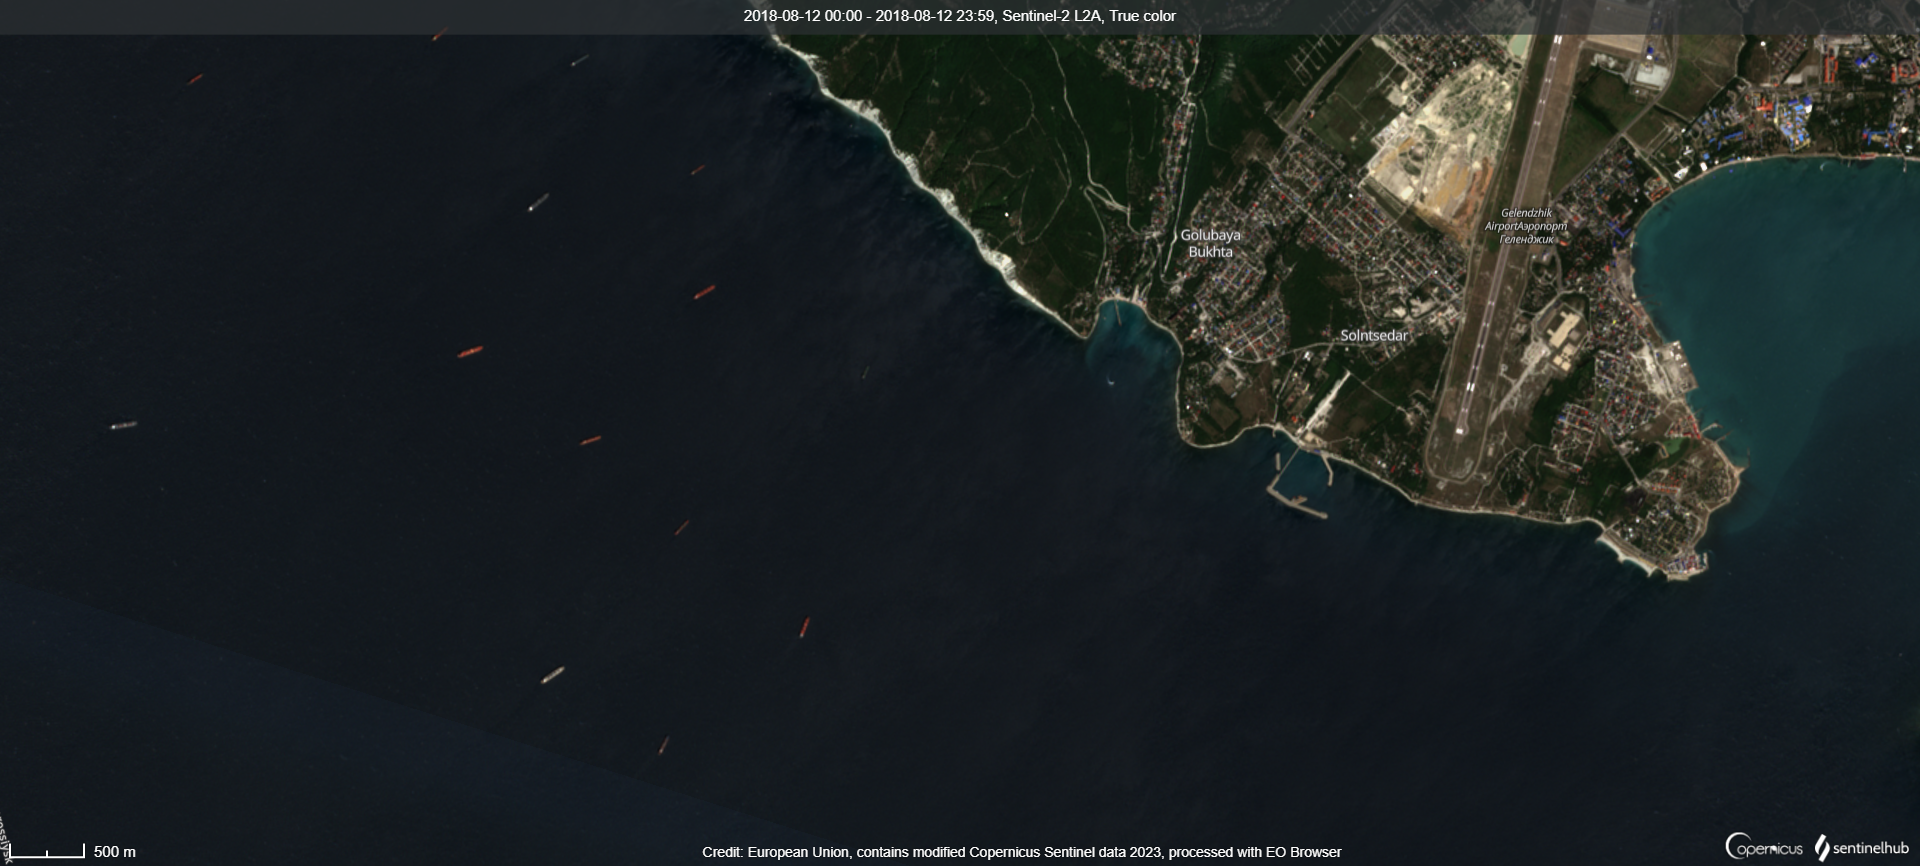 2018-08-12 00:00 - 2018-08-12 23:59, Sentinel-2 L2A, True color
Gelendzhik
AirportАэропорт
Геленджик
Golubaya
Bukhta
Solntsedar
500 m
Credit: European Union, contains modified Copernicus Sentinel data 2023, processed with EO Browser
Copernicus
sentinelhub